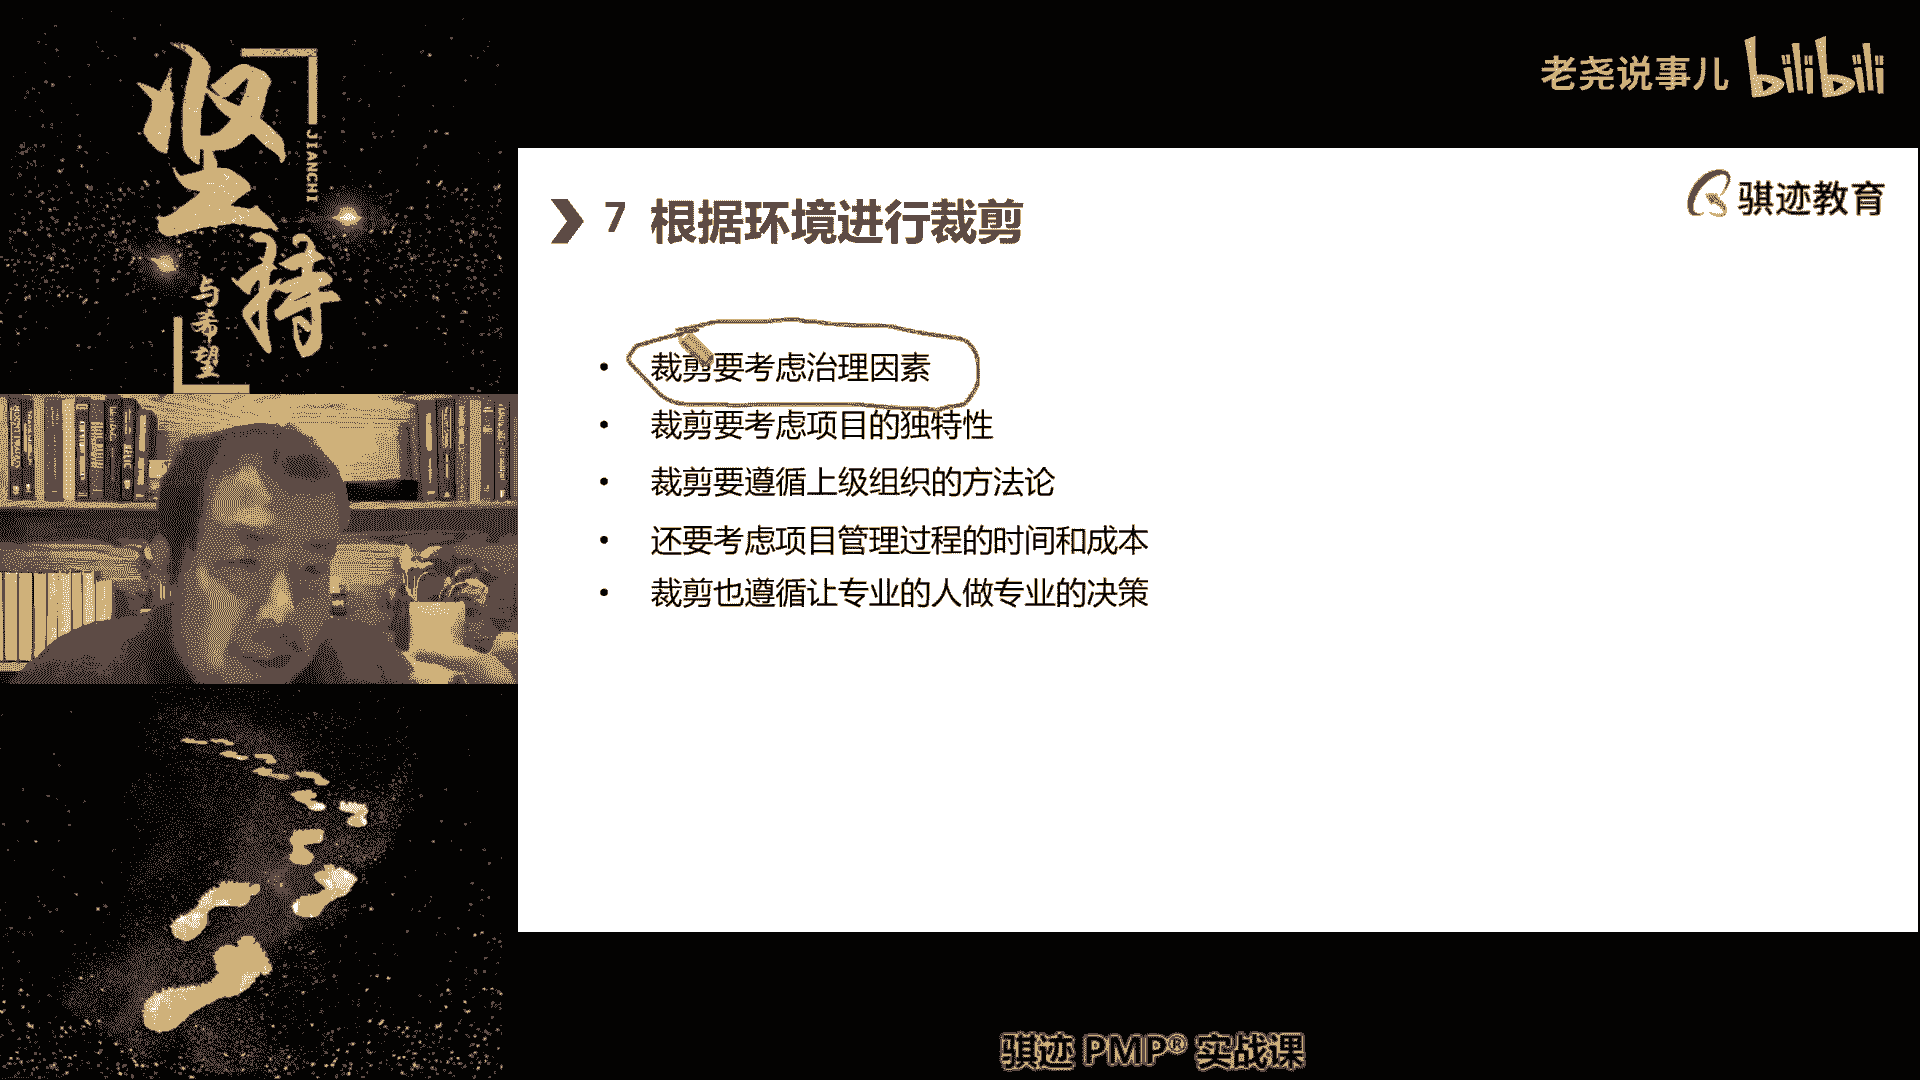 坚持
JIANCHI
与希望
老尧说事儿 bilibili
骐迹教育
7 根据环境进行裁剪
• 裁剪要考虑治理因素
• 裁剪要考虑项目的独特性
• 裁剪要遵循上级组织的方法论
• 还要考虑项目管理过程的时间和成本
• 裁剪也遵循让专业的人做专业的决策
骐迹 PMP® 实战课